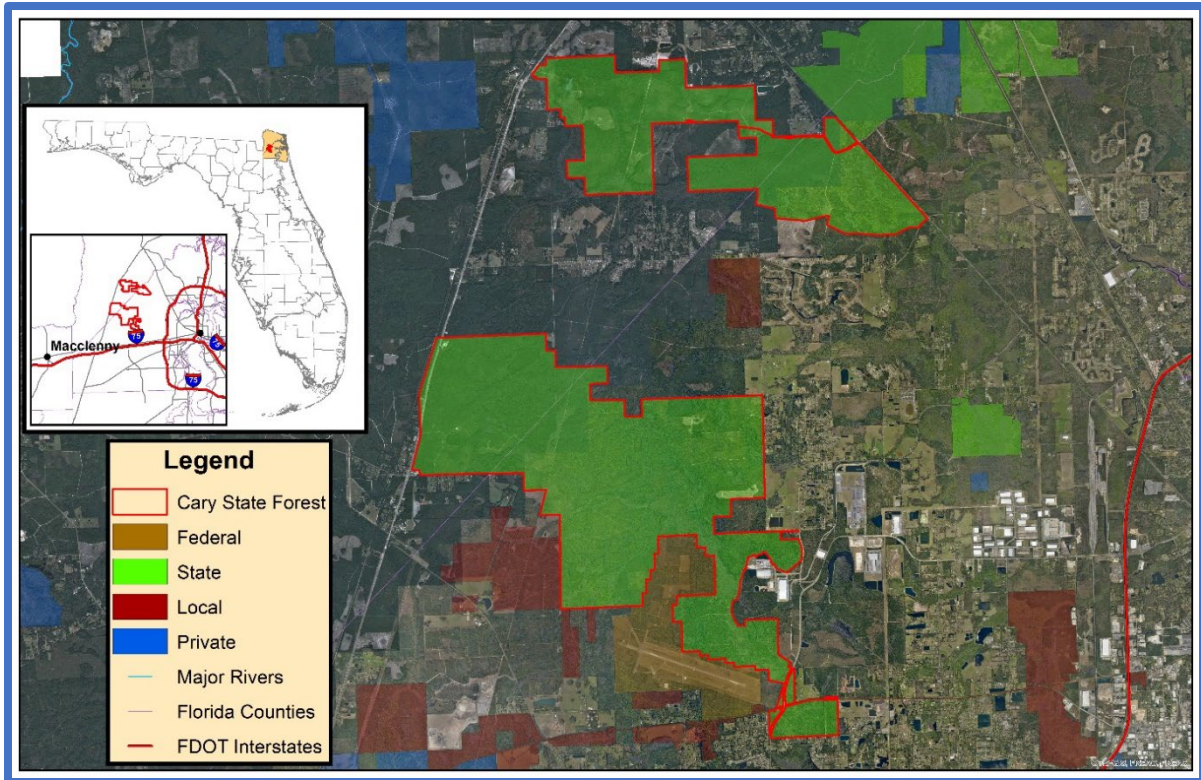 Macclenny
75
75
Legend
Cary State Forest
Federal
State
Local
Private
Major Rivers
Florida Counties
FDOT Interstates